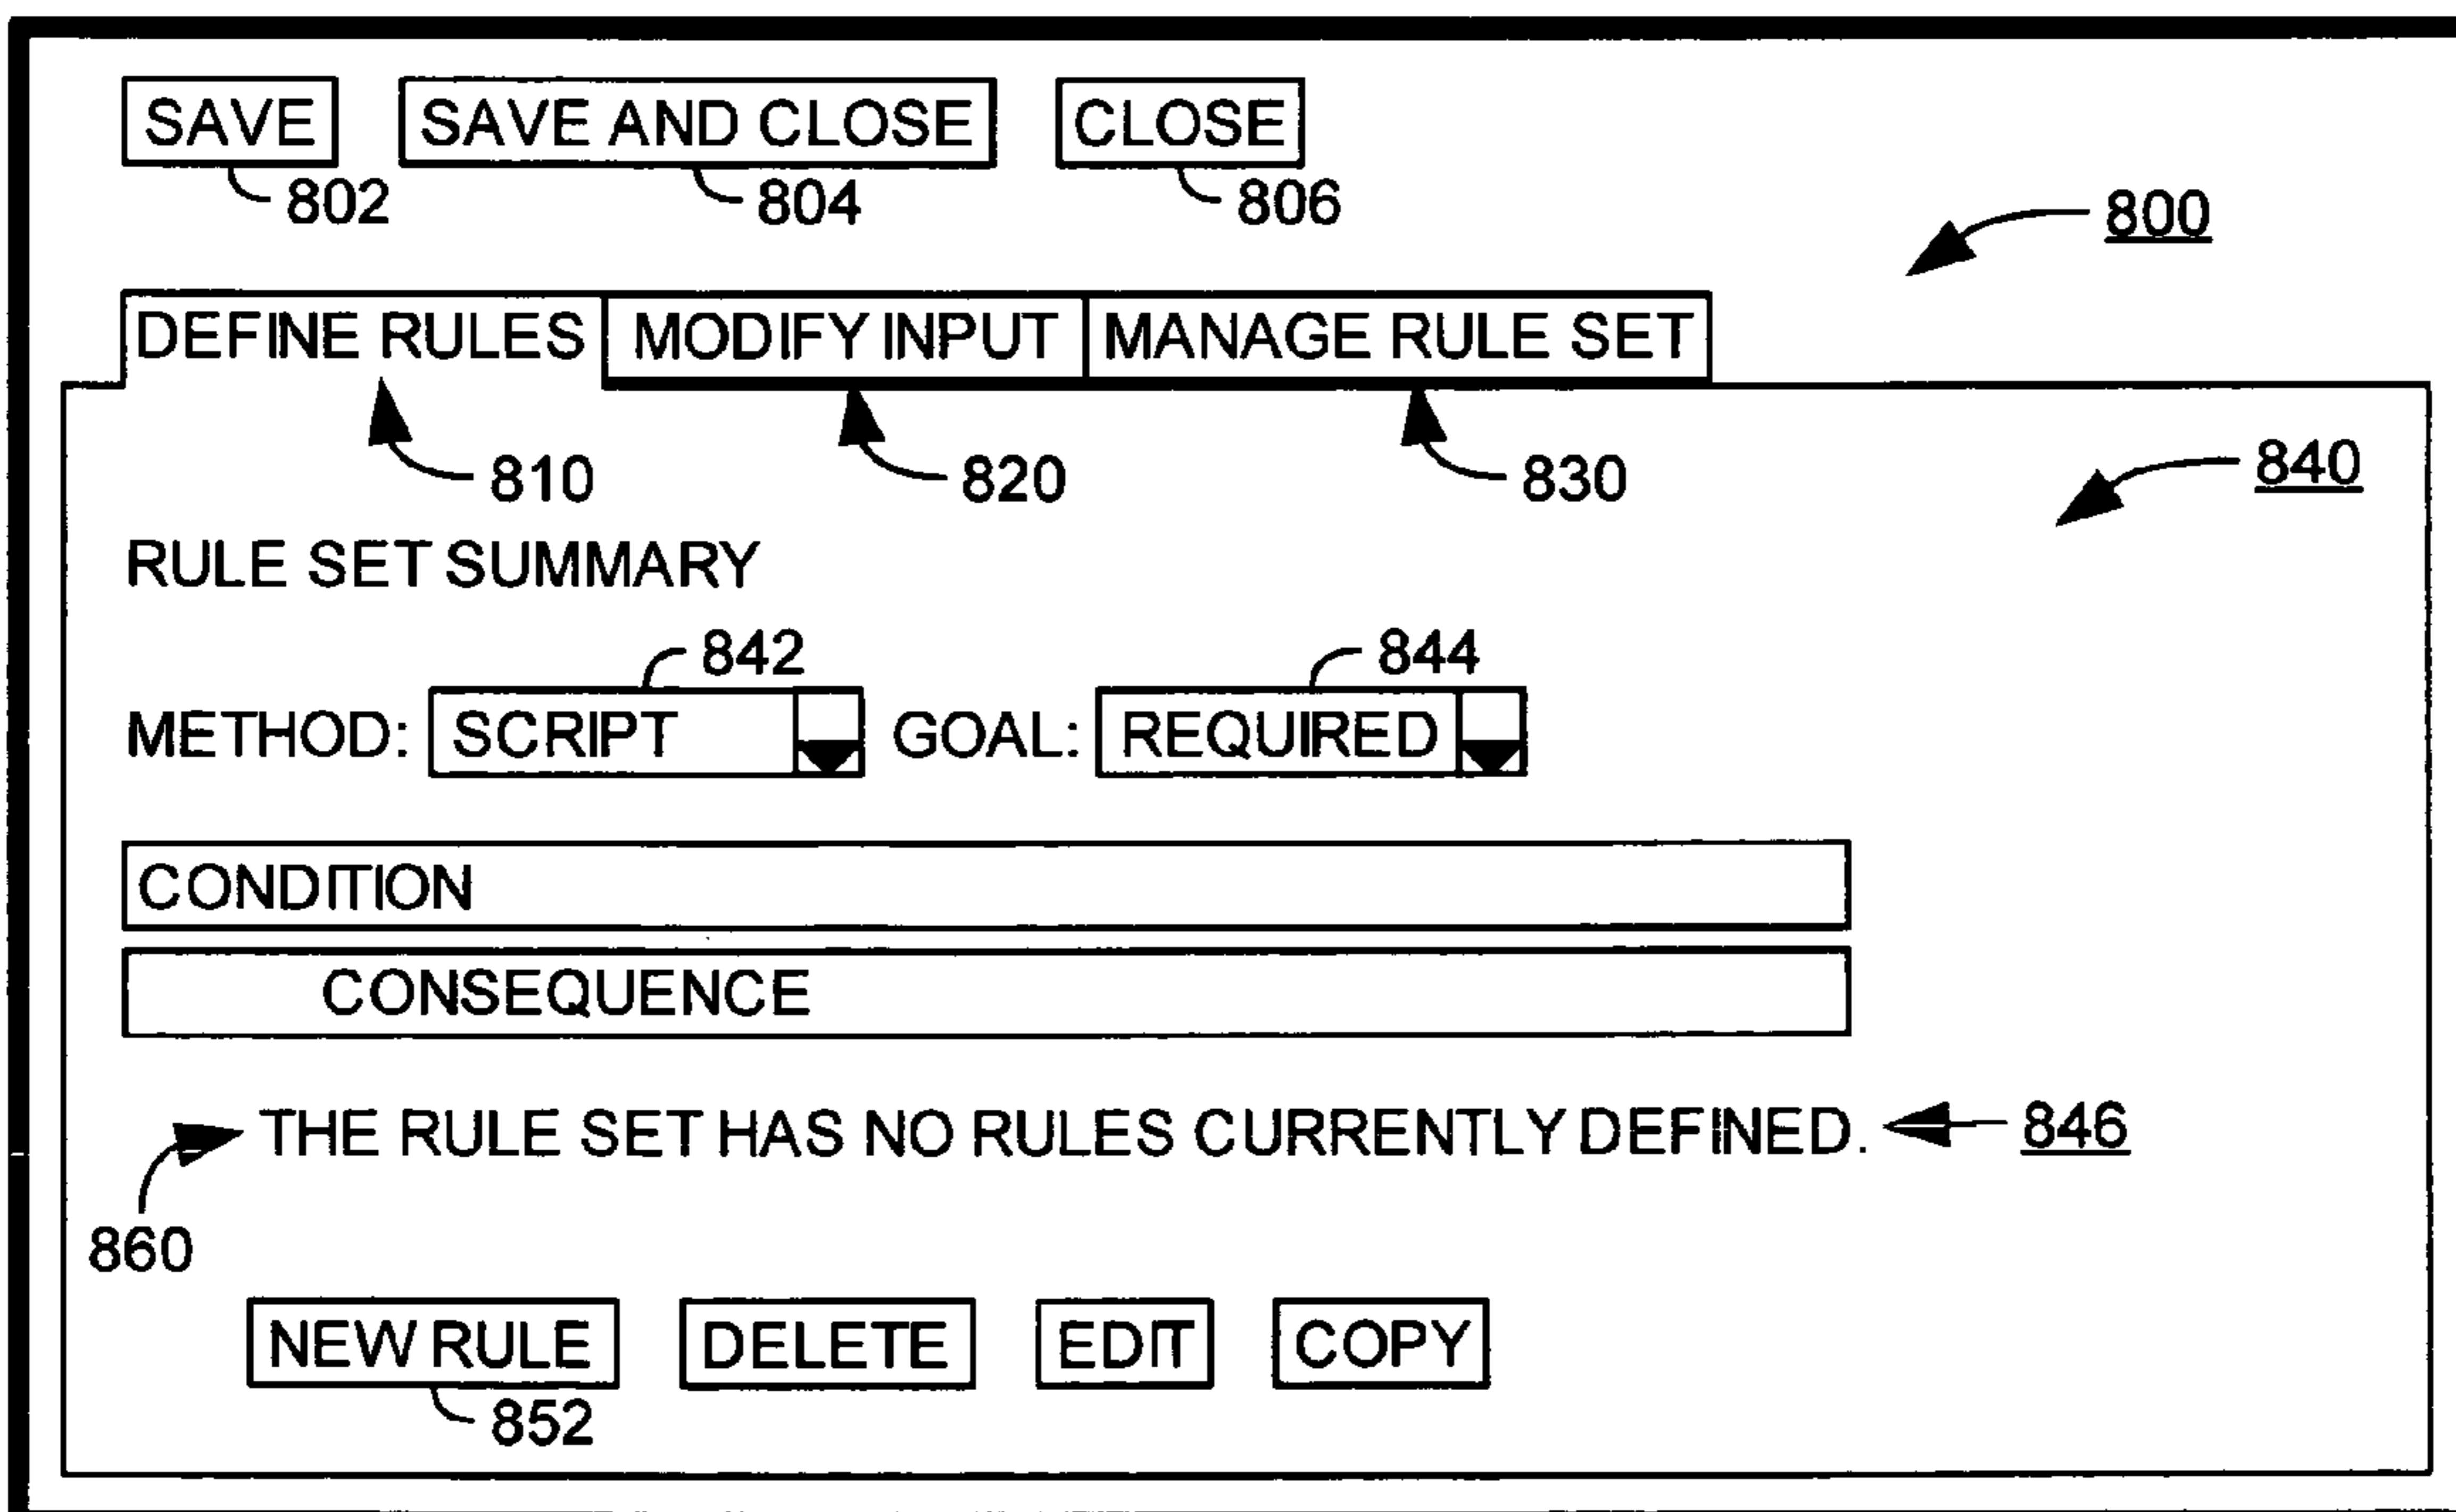 SAVE SAVE AND CLOSE CLOSE
802 804 806
800
DEFINE RULES MODIFY INPUT MANAGE RULE SET
810 820 830 840
RULE SET SUMMARY
842 844
METHOD: SCRIPT GOAL: REQUIRED
CONDITION
CONSEQUENCE
THE RULE SET HAS NO RULES CURRENTLY DEFINED. 846
860
NEW RULE DELETE EDIT COPY
852